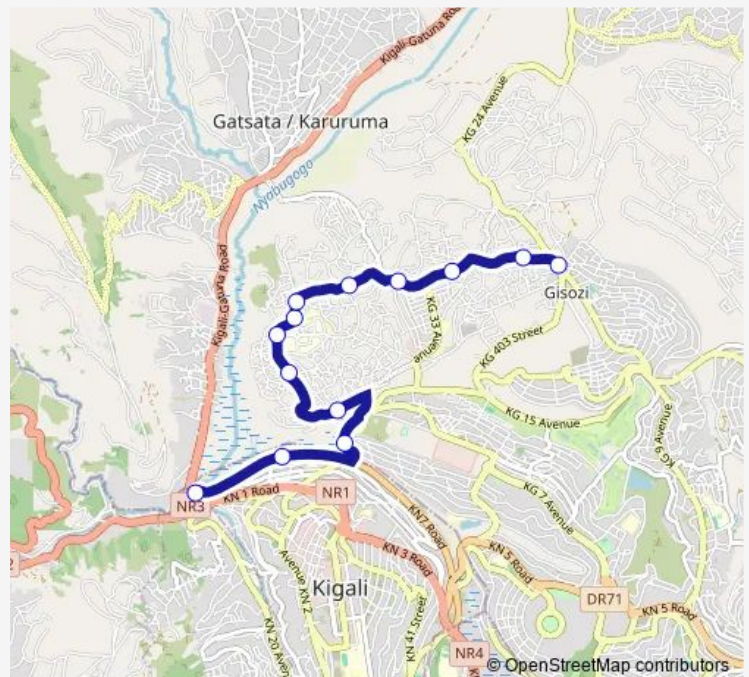 Kigali-Gatuna Road
Gatsata / Karuruma
KG 24 Avenue
Nyabugogo
Kigali-Gatuna Road
Gisozi
KG 33 Avenue
KG 403 Street
KG 15 Avenue
KG 6 Avenue
KG 7 Avenue
NR3
KN 1 Road
NR1
KN7 Road
KN 3 Road
KN 5 Road
Avenue KN 2
Kigali
DR71
KN 5 Road
KN 41 Street
KN 20 Aven
NR4
© OpenStreetMap contributors